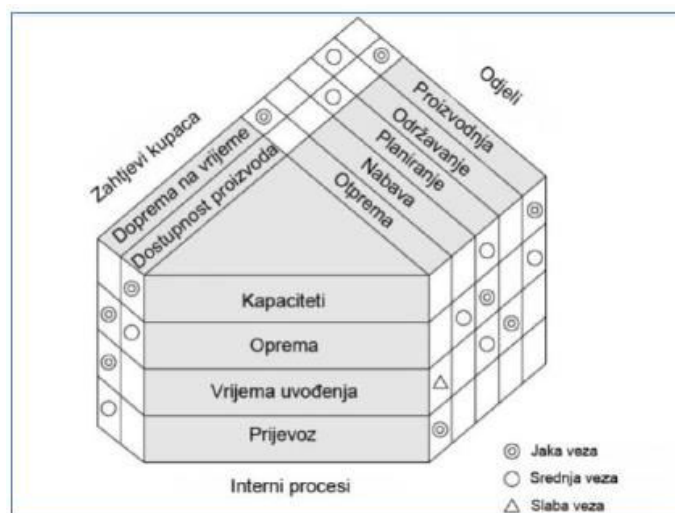 Zahtjevi kupaca
Odjeli
Doprema na vrijeme
Dostupnost proizvoda
Proizvodnja
Održavanje
Planiranje
Nabava
Otprema
Kapaciteti
Oprema
Vrijema uvođenja
Prijevoz
Interni procesi
Jaka veza
Srednja veza
Slaba veza